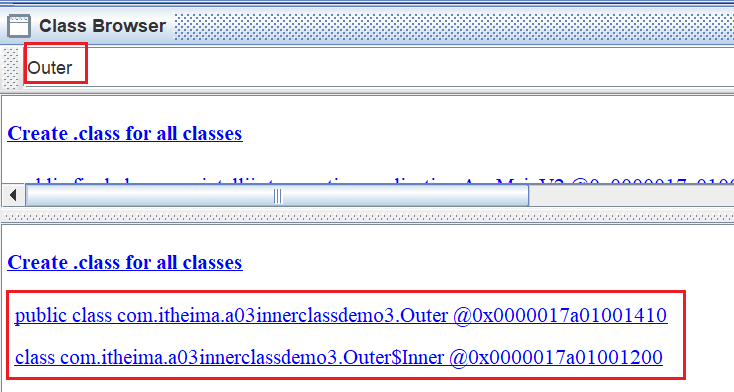 Class Browser
Outer
Create .class for all classes
Create .class for all classes
public class com.itheima.a03innerclassdemo3.Outer @0x0000017a01001410
class com.itheima.a03innerclassdemo3.Outer$Inner @0x0000017a01001200